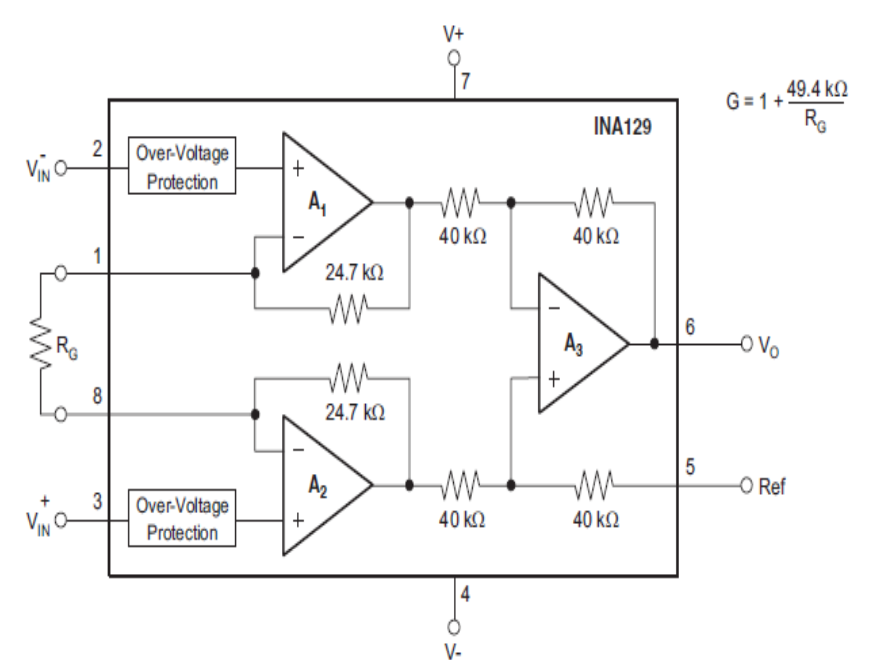 V+
7
INA129
G = 1 + 49.4 kΩ / R_G
V_IN^-
2
Over-Voltage
Protection
+
A₁
−
40 kΩ
40 kΩ
1
24.7 kΩ
R_G
−
A₃
+
6
V_O
8
24.7 kΩ
−
A₂
+
40 kΩ
40 kΩ
5
Ref
V_IN^+
3
Over-Voltage
Protection
4
V-